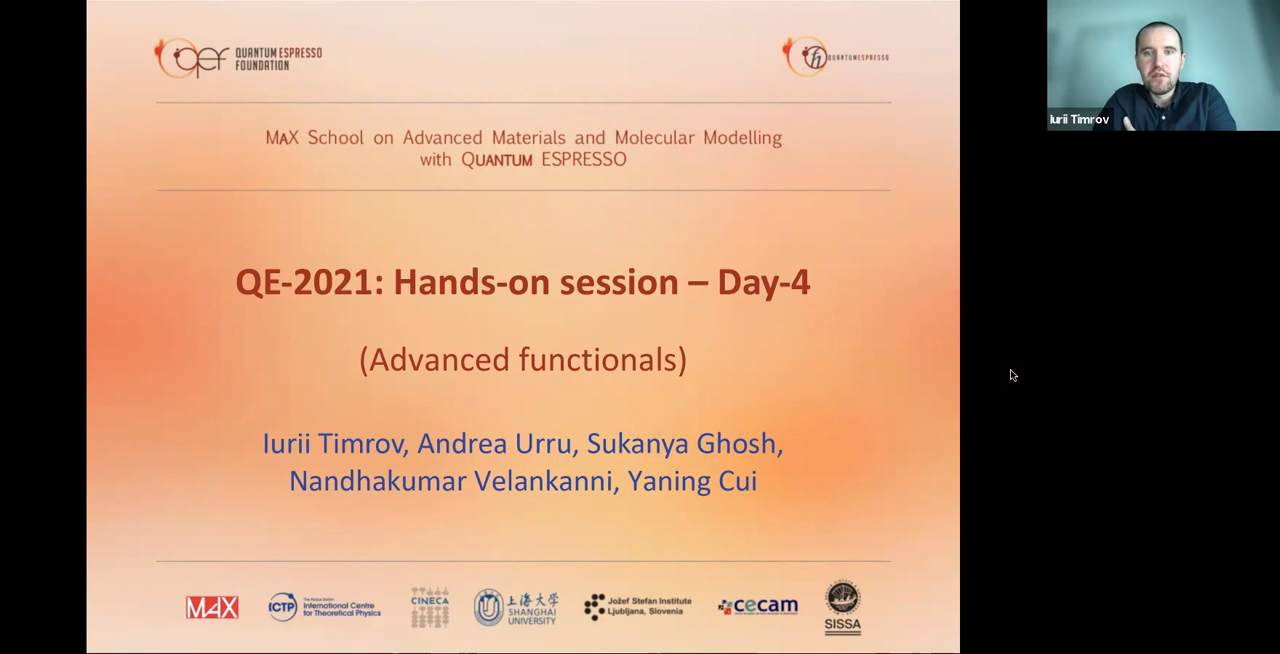 QUANTUM ESPRESSO
FOUNDATION
QUANTUMESPRESSO
MAX School on Advanced Materials and Molecular Modelling
with QUANTUM ESPRESSO
QE-2021: Hands-on session – Day-4
(Advanced functionals)
Iurii Timrov, Andrea Urru, Sukanya Ghosh,
Nandhakumar Velankanni, Yaning Cui
MAX
ICTP
International Centre
for Theoretical Physics
CINECA
上海大学
SHANGHAI
UNIVERSITY
Jožef Stefan Institute
Ljubljana, Slovenia
cecam
SISSA
Iurii Timrov